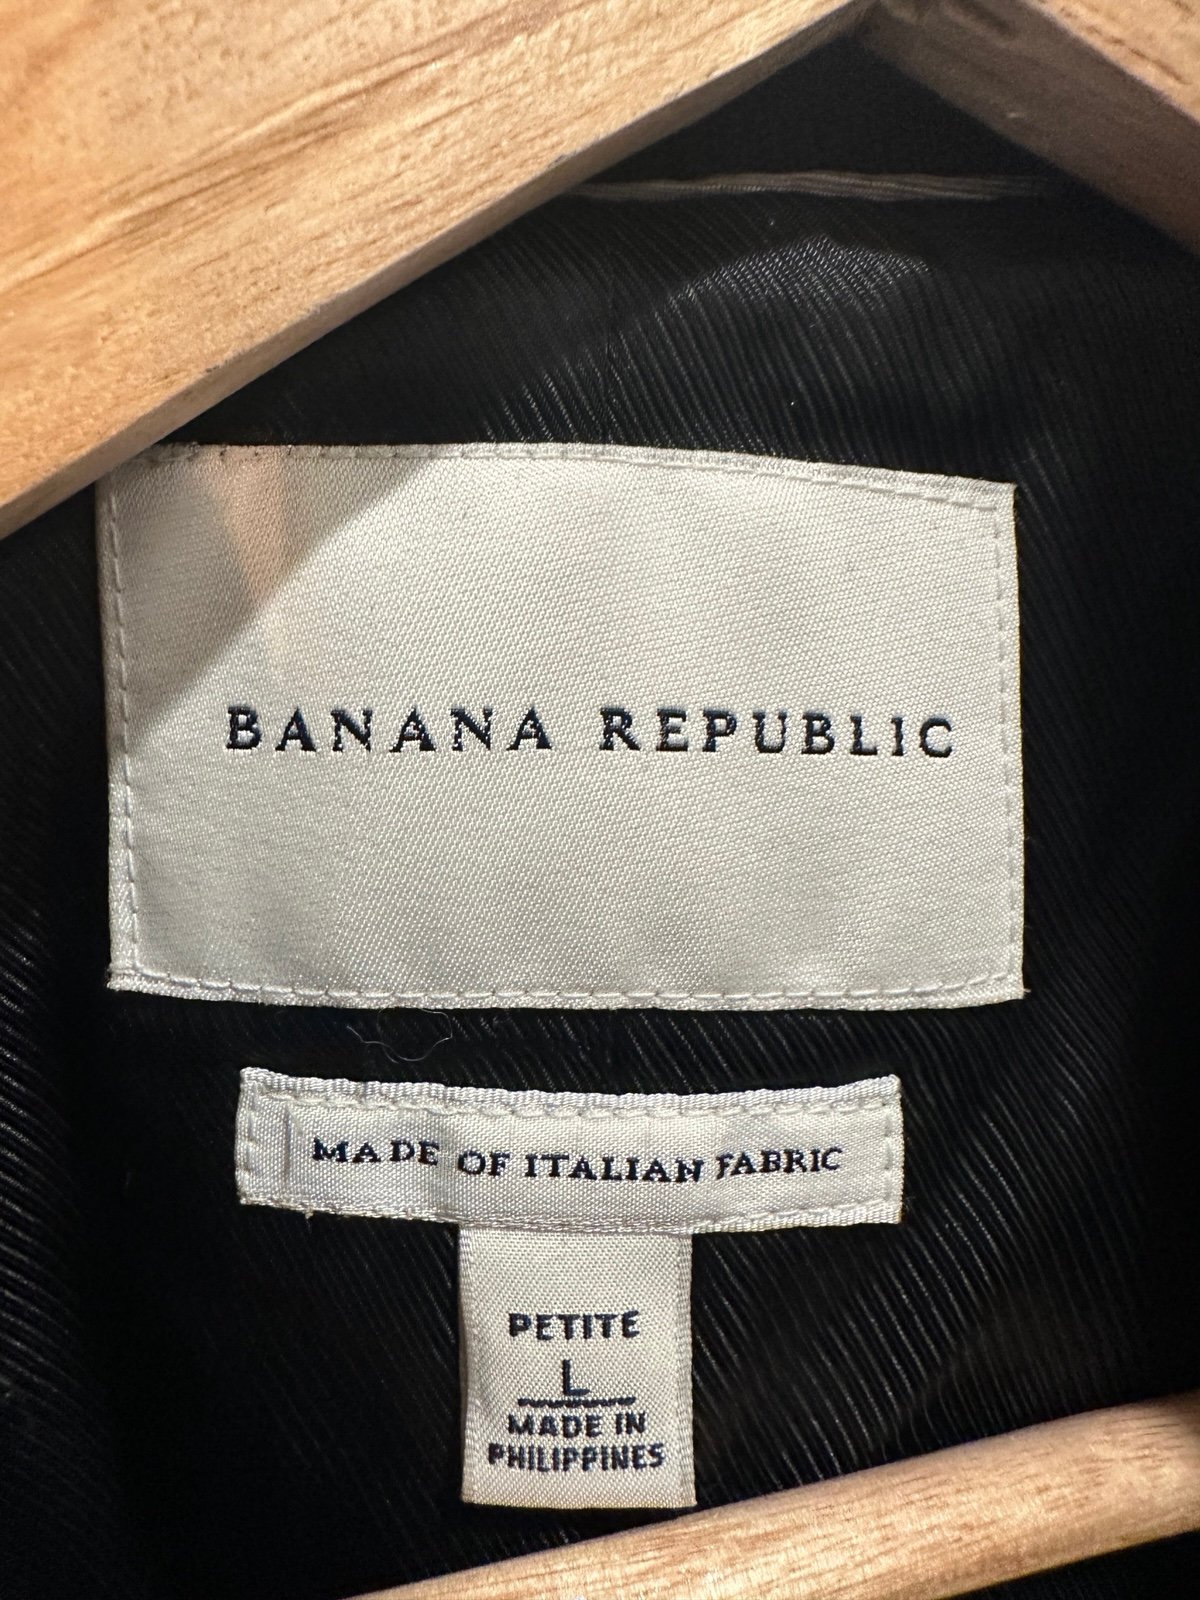 BANANA REPUBLIC
MADE OF ITALIAN FABRIC
PETITE
L
MADE IN
PHILIPPINES